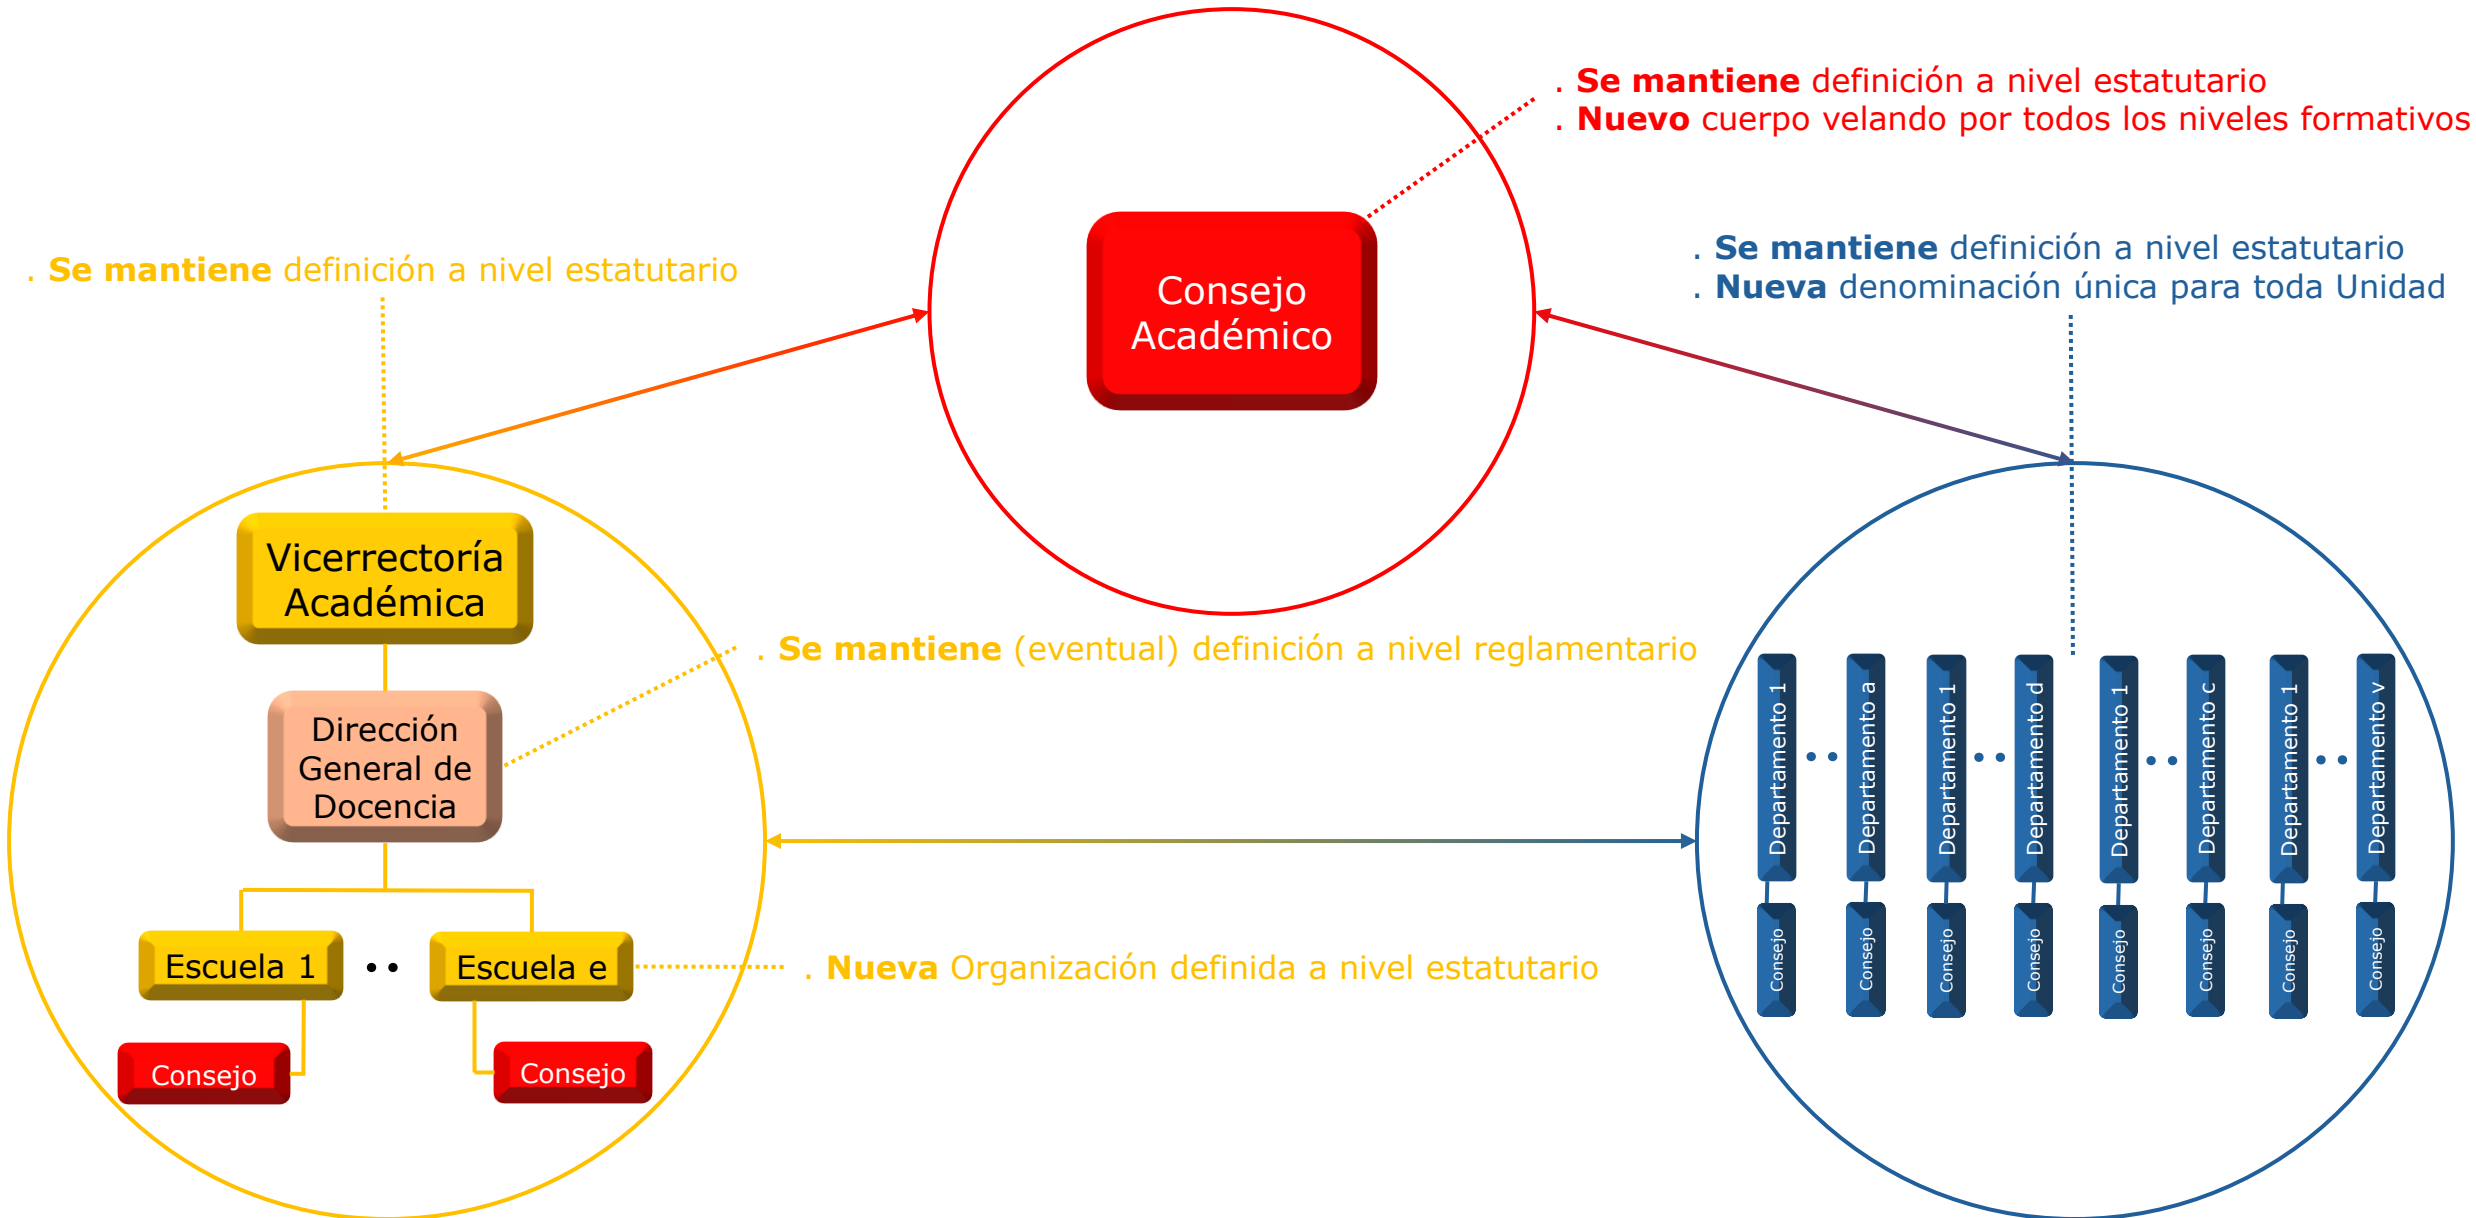 . Se mantiene definición a nivel estatutario
. Nuevo cuerpo velando por todos los niveles formativos
Consejo
Académico
. Se mantiene definición a nivel estatutario
. Se mantiene definición a nivel estatutario
. Nueva denominación única para toda Unidad
Vicerrectoría
Académica
. Se mantiene (eventual) definición a nivel reglamentario
Dirección
General de
Docencia
Escuela 1
..
Escuela e
. Nueva Organización definida a nivel estatutario
Consejo
Consejo
Departamento 1
..
Departamento a
Departamento 1
..
Departamento d
Departamento 1
..
Departamento c
Departamento 1
..
Departamento v
Consejo
Consejo
Consejo
Consejo
Consejo
Consejo
Consejo
Consejo